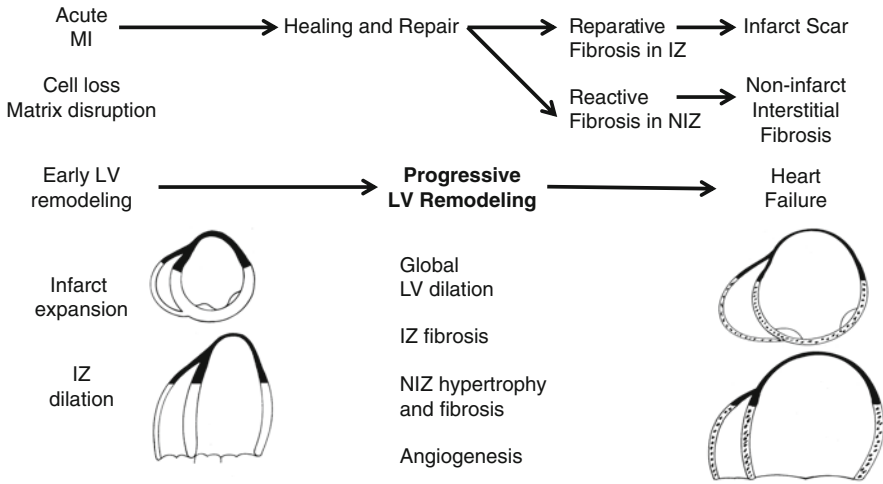 Acute
MI
Healing and Repair
Reparative
Fibrosis in IZ
Infarct Scar
Cell loss
Matrix disruption
Reactive
Fibrosis in NIZ
Non-infarct
Interstitial
Fibrosis
Early LV
remodeling
Progressive
LV Remodeling
Heart
Failure
Infarct
expansion
IZ
dilation
Global
LV dilation
IZ fibrosis
NIZ hypertrophy
and fibrosis
Angiogenesis